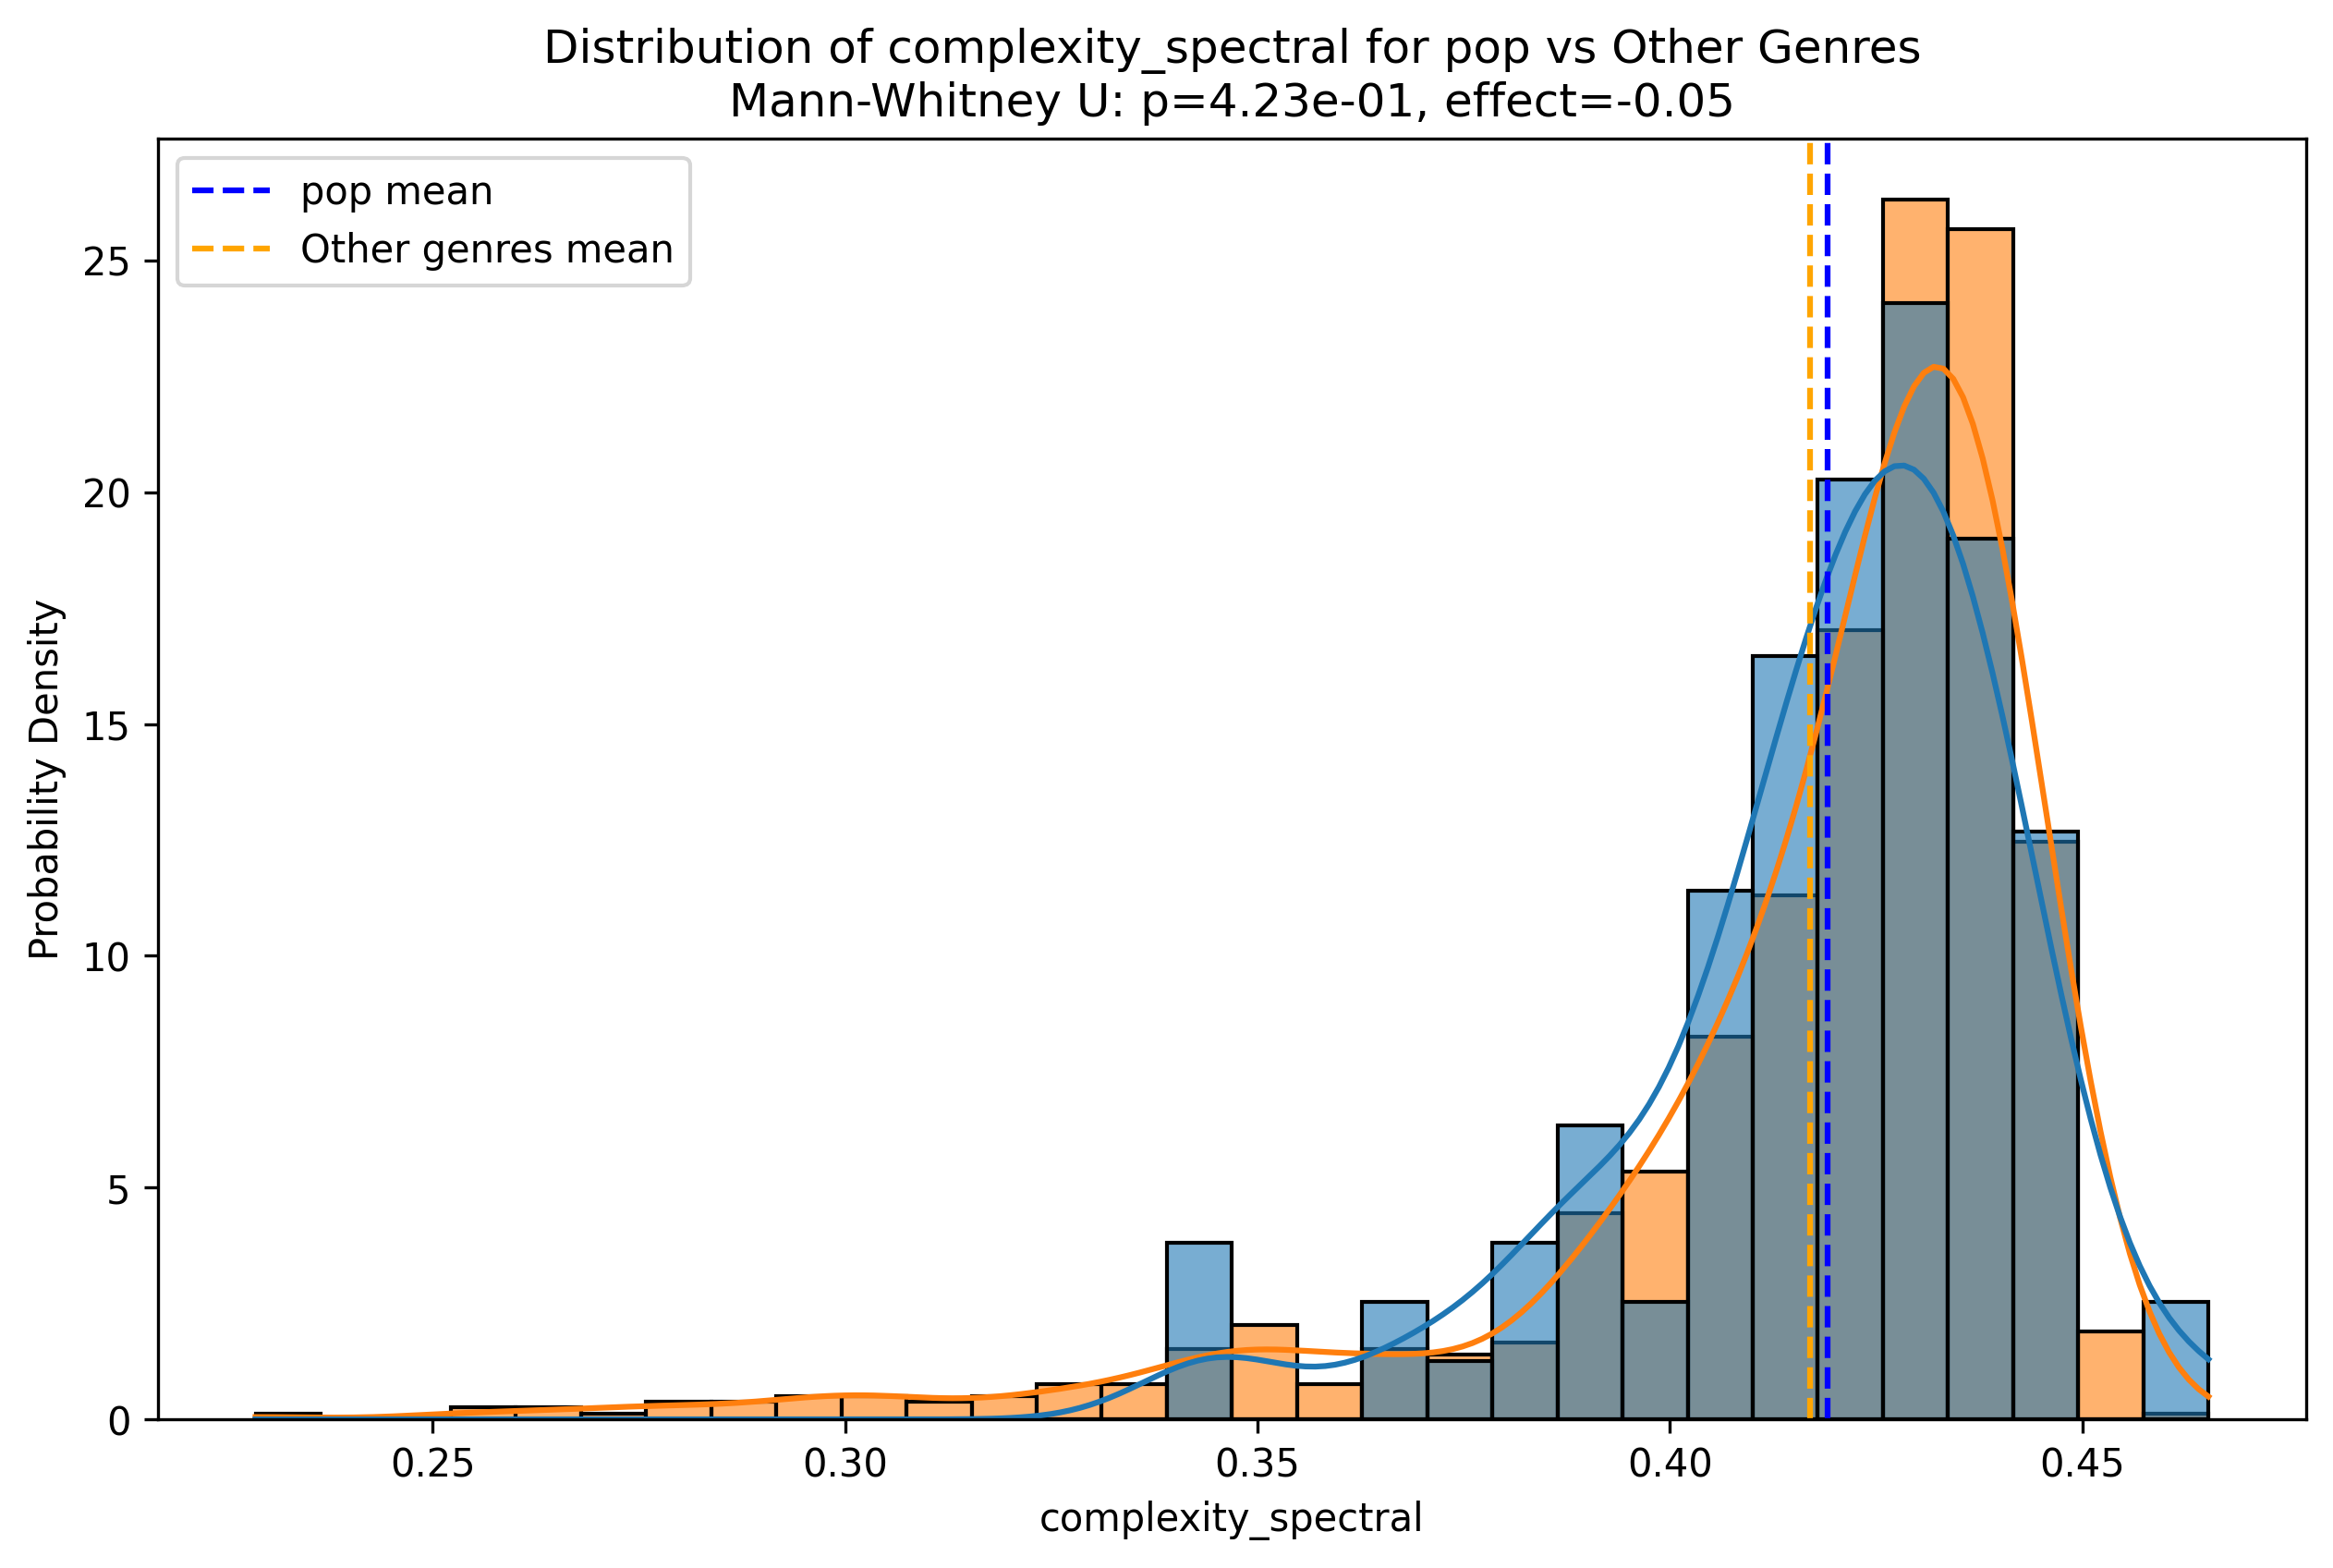 Distribution of complexity_spectral for pop vs Other Genres
Mann-Whitney U: p=4.23e-01, effect=-0.05
pop mean
Other genres mean
Probability Density
25
20
15
10
5
0
0.25 0.30 0.35 0.40 0.45
complexity_spectral